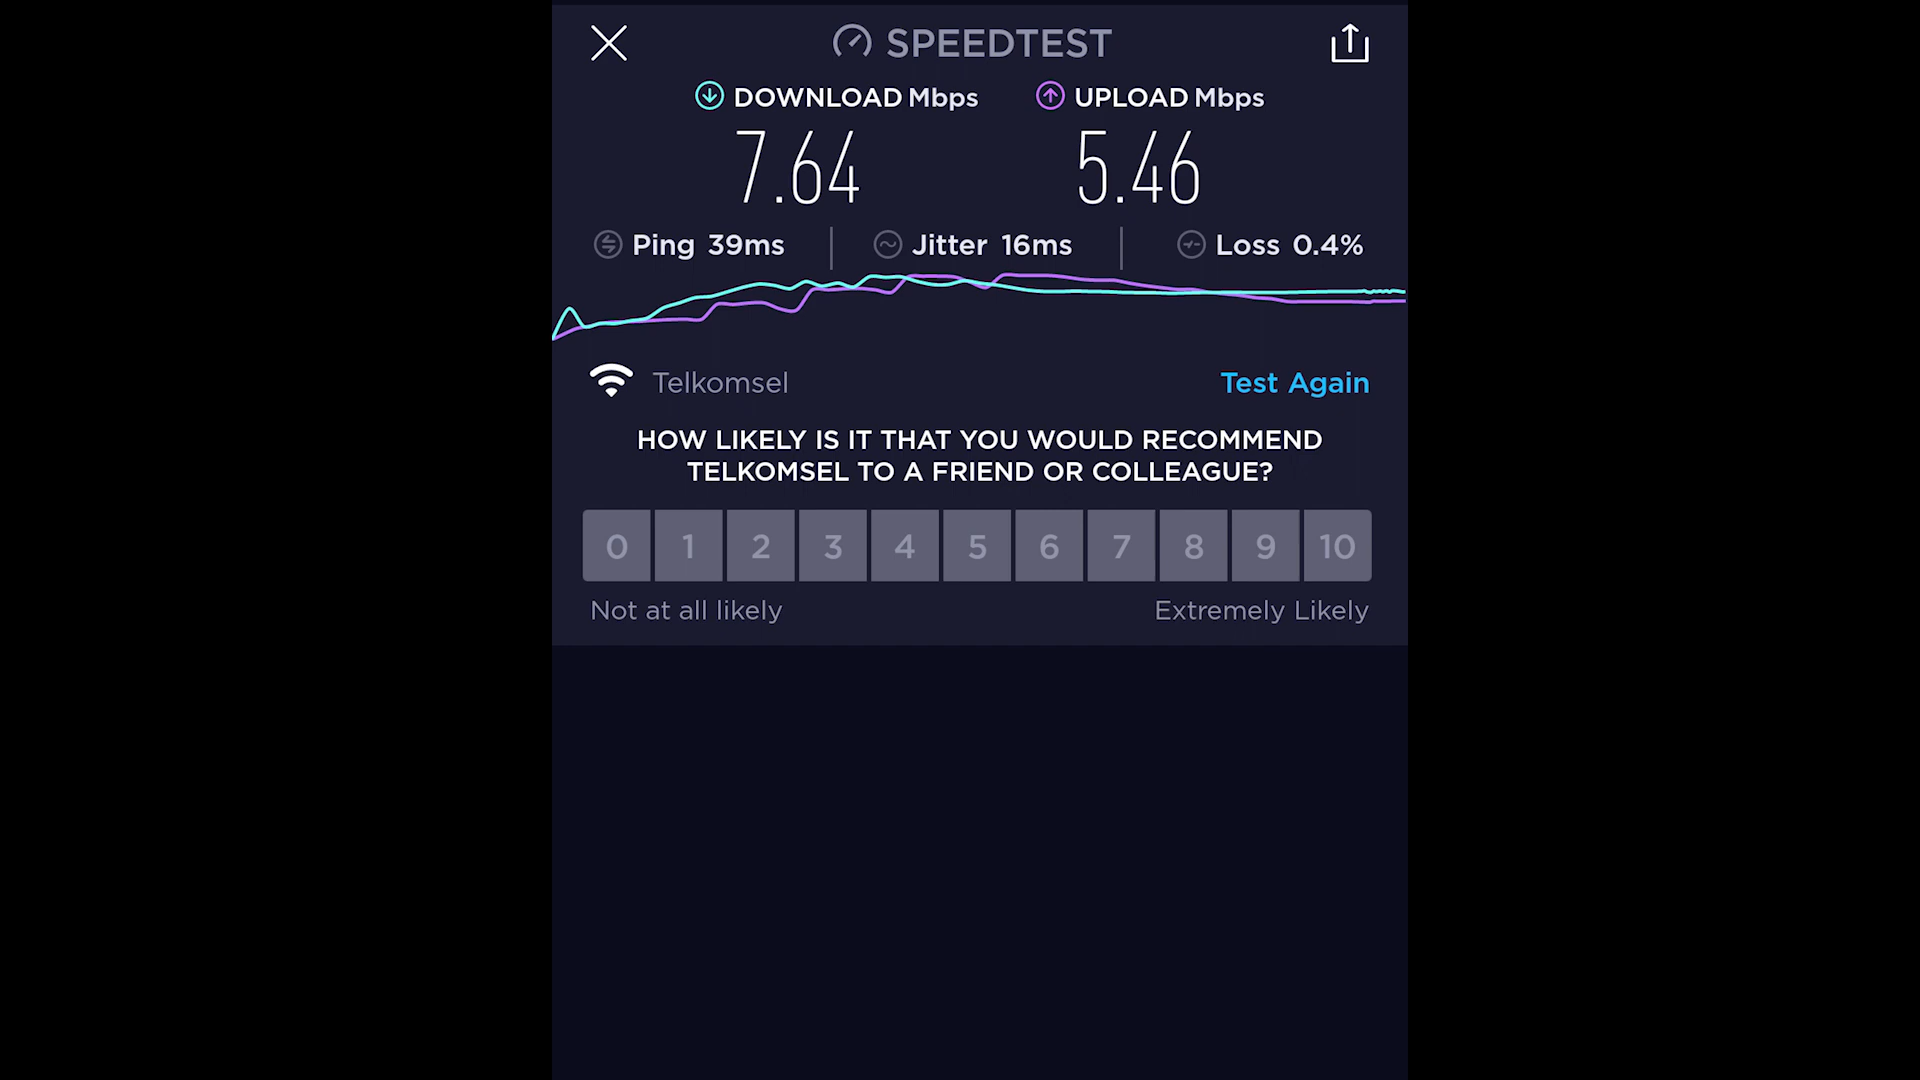 SPEEDTEST
DOWNLOAD Mbps UPLOAD Mbps
7.64 5.46
Ping 39ms Jitter 16ms Loss 0.4%
Telkomsel Test Again
HOW LIKELY IS IT THAT YOU WOULD RECOMMEND
TELKOMSEL TO A FRIEND OR COLLEAGUE?
0 1 2 3 4 5 6 7 8 9 10
Not at all likely Extremely Likely